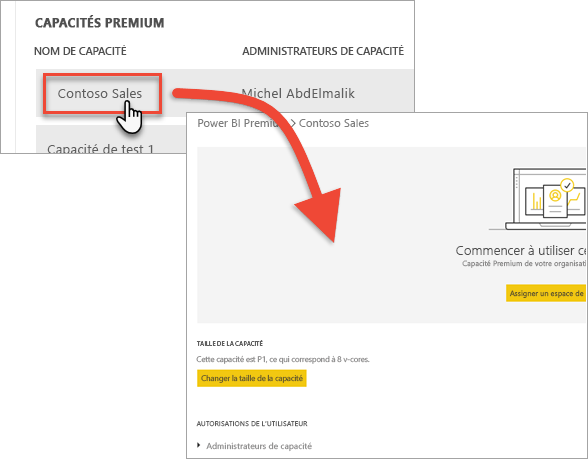 CAPACITÉS PREMIUM
NOM DE CAPACITÉ ADMINISTRATEURS DE CAPACITÉ
Contoso Sales Michel AbdElmalik
Capacité de test 1
Power BI Premium > Contoso Sales
Commencer à utiliser ce
Capacité Premium de votre organisati
Assigner un espace de
TAILLE DE LA CAPACITÉ
Cette capacité est P1, ce qui correspond à 8 v-cores.
Changer la taille de la capacité
AUTORISATIONS DE L'UTILISATEUR
Administrateurs de capacité